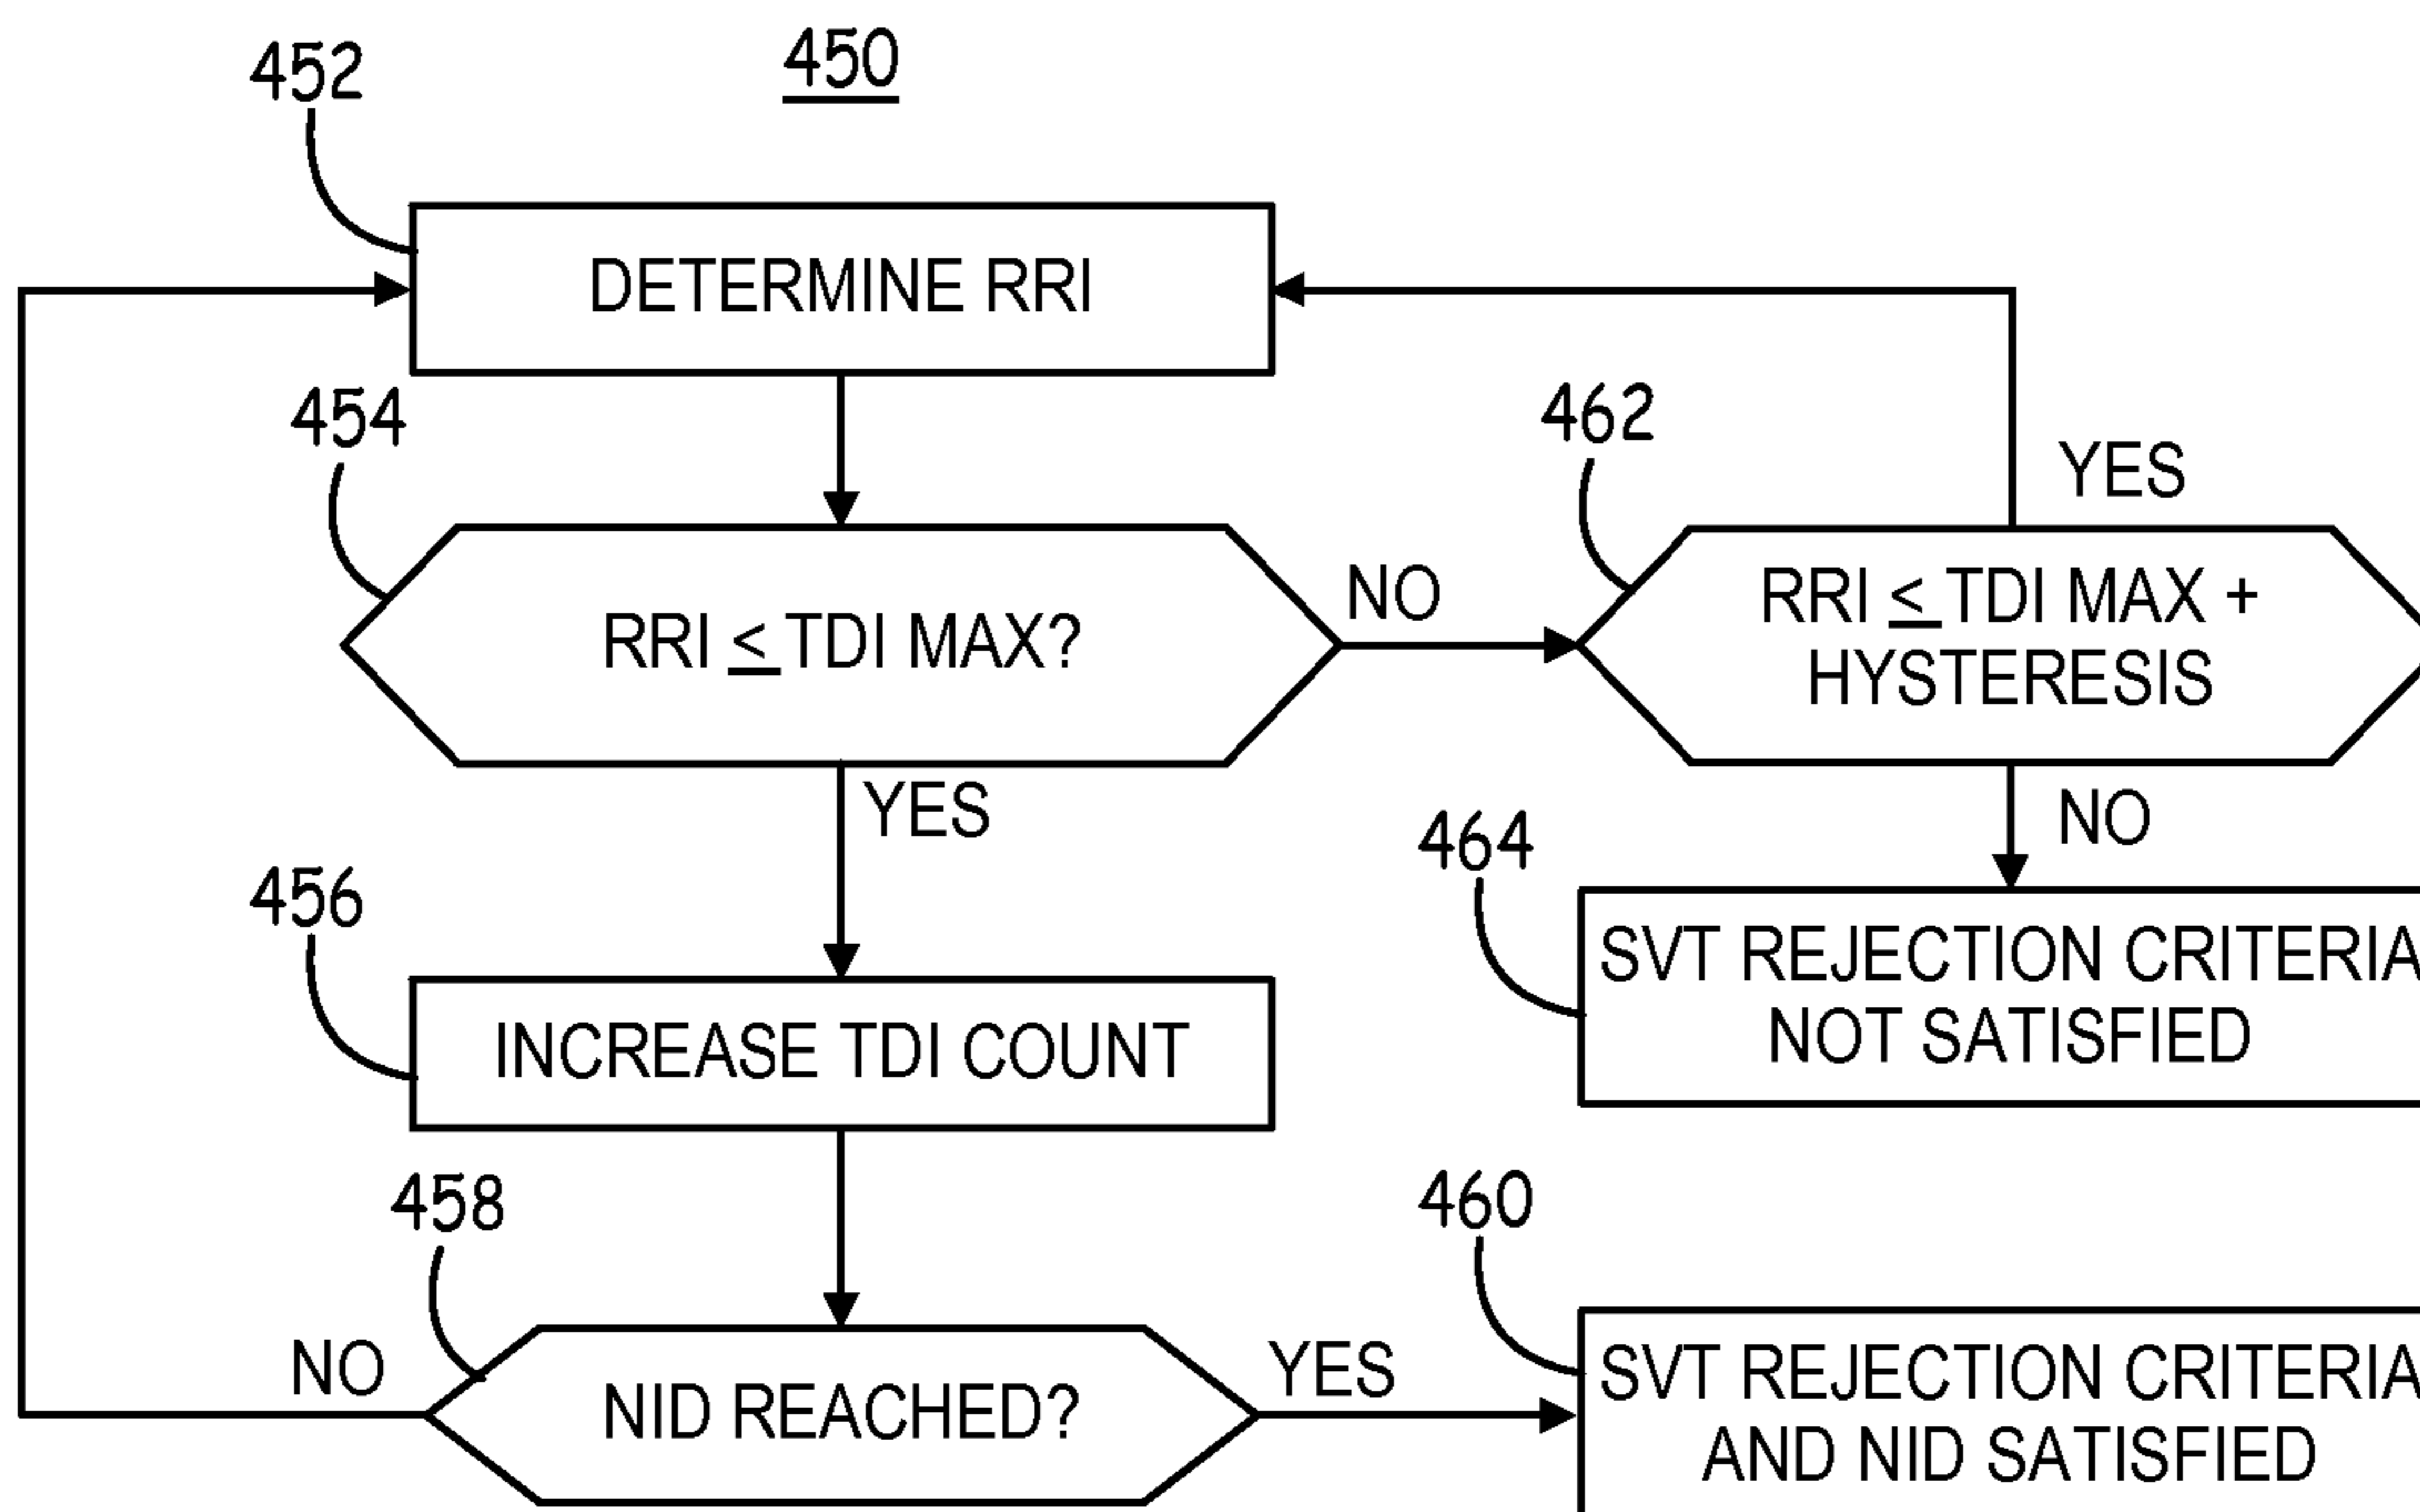 450
452
DETERMINE RRI
454
462
YES
RRI ≤ TDI MAX?
NO
RRI ≤ TDI MAX +
HYSTERESIS
YES
NO
464
456
SVT REJECTION CRITERIA
NOT SATISFIED
INCREASE TDI COUNT
458
460
NO
NID REACHED?
YES
SVT REJECTION CRITERIA
AND NID SATISFIED